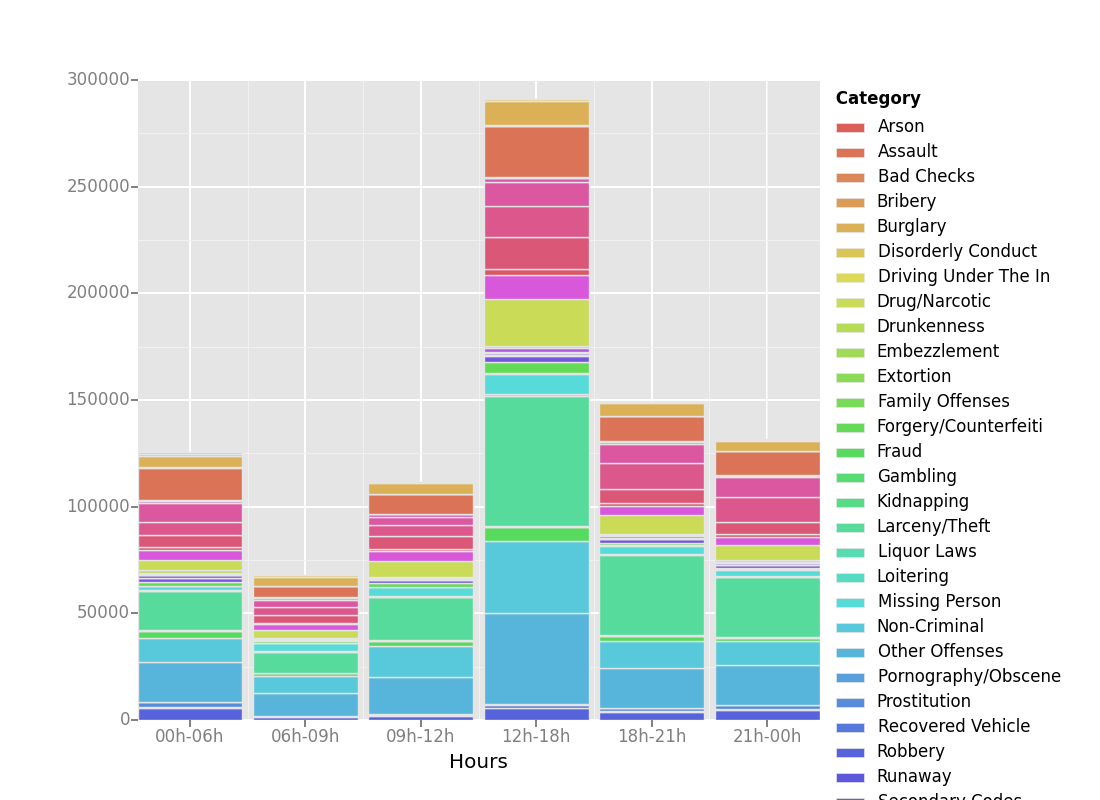 300000
250000
200000
150000
100000
50000
0
00h-06h 06h-09h 09h-12h 12h-18h 18h-21h 21h-00h
Hours
Category
Arson
Assault
Bad Checks
Bribery
Burglary
Disorderly Conduct
Driving Under The In
Drug/Narcotic
Drunkenness
Embezzlement
Extortion
Family Offenses
Forgery/Counterfeiti
Fraud
Gambling
Kidnapping
Larceny/Theft
Liquor Laws
Loitering
Missing Person
Non-Criminal
Other Offenses
Pornography/Obscene
Prostitution
Recovered Vehicle
Robbery
Runaway
Secondary Codes